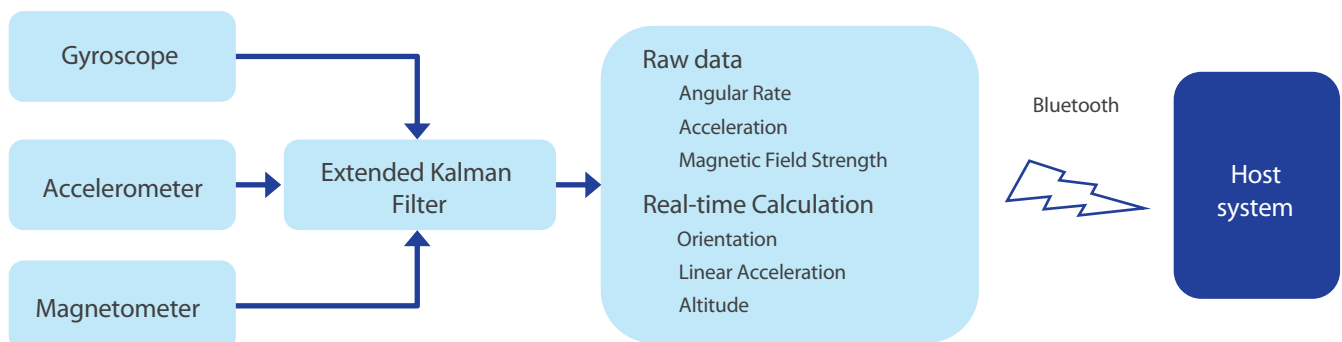 Gyroscope
Accelerometer
Magnetometer
Extended Kalman
Filter
Raw data
Angular Rate
Acceleration
Magnetic Field Strength
Real-time Calculation
Orientation
Linear Acceleration
Altitude
Bluetooth
Host
system